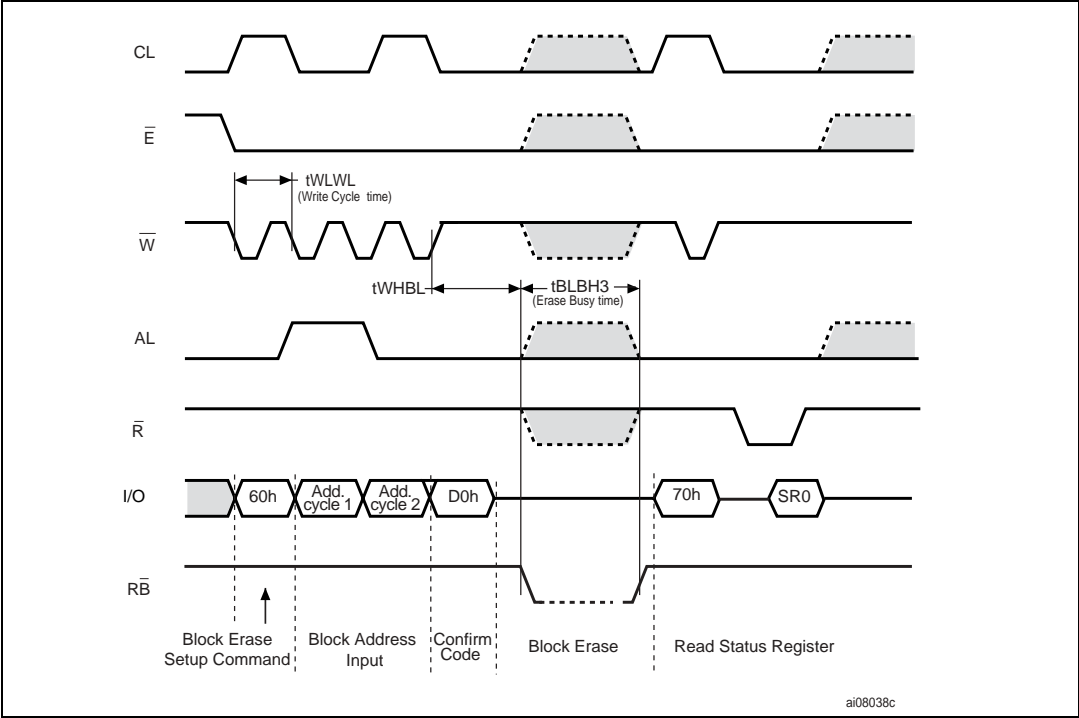 CL
E̅
tWLWL
(Write Cycle time)
W̅
tWHBL
tBLBH3
(Erase Busy time)
AL
R̅
I/O
60h
Add.
cycle 1
Add.
cycle 2
D0h
70h
SR0
RB̅
Block Erase
Setup Command
Block Address
Input
Confirm
Code
Block Erase
Read Status Register
ai08038c